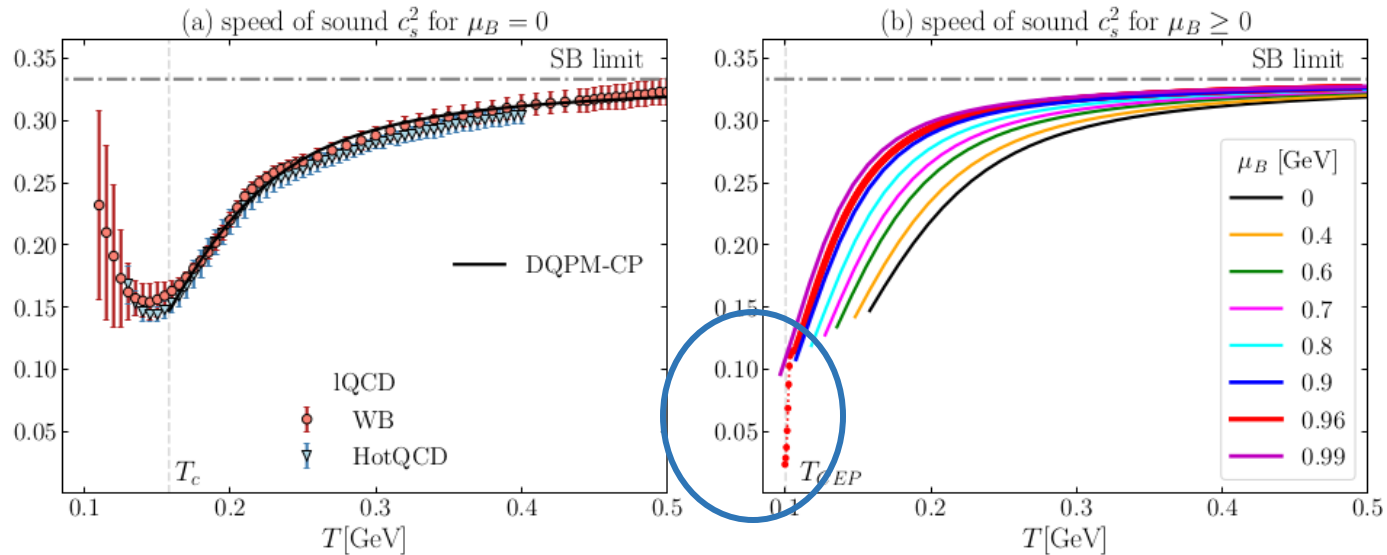 (a) speed of sound c_s^2 for μ_B = 0
0.35
0.30
0.25
0.20
0.15
0.10
0.05
SB limit
DQPM-CP
lQCD
WB
HotQCD
T_c
0.1
0.2
0.3
0.4
0.5
T[GeV]
(b) speed of sound c_s^2 for μ_B ≥ 0
0.35
0.30
0.25
0.20
0.15
0.10
0.05
SB limit
μ_B [GeV]
0
0.4
0.6
0.7
0.8
0.9
0.96
0.99
T_CEP
0.1
0.2
0.3
0.4
0.5
T[GeV]